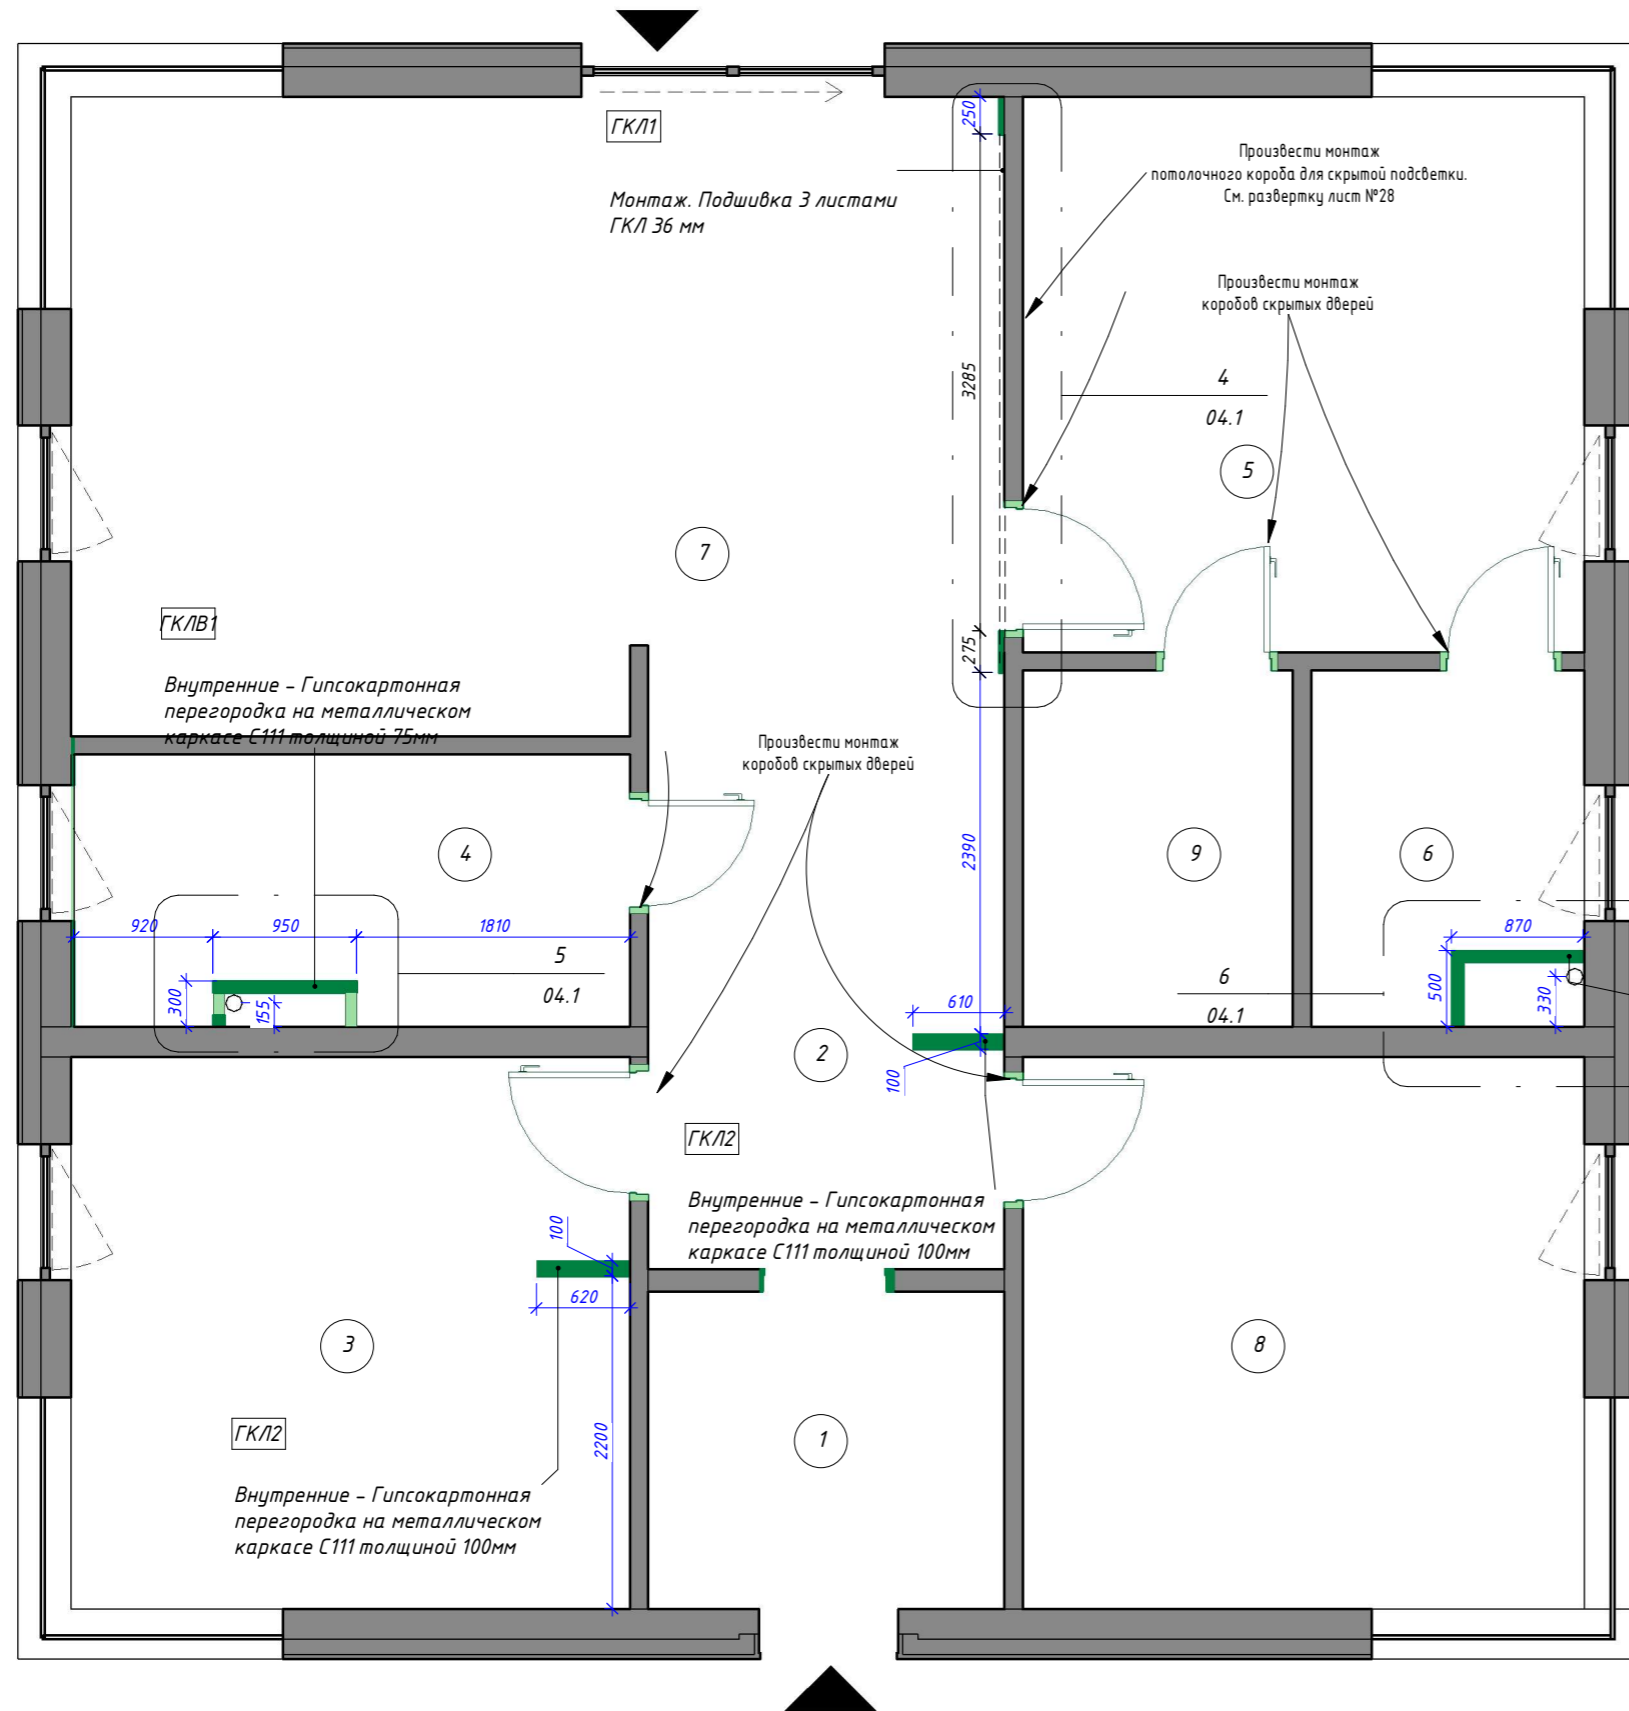 ГКЛ1
250
Монтаж. Подшивка 3 листами
ГКЛ 36 мм
Произвести монтаж
потолочного короба для скрытой подсветки.
См. развертку лист №28
Произвести монтаж
коробов скрытых дверей
3285
4
04.1
5
7
ГКЛВ1
275
Внутренние - Гипсокартонная
перегородка на металлическом
каркасе С111 толщиной 75мм
Произвести монтаж
коробов скрытых дверей
2390
4
9
6
920
950
1810
870
5
04.1
300
155
6
04.1
500
330
610
100
2
ГКЛ2
Внутренние - Гипсокартонная
перегородка на металлическом
каркасе С111 толщиной 100мм
100
620
3
8
2200
1
ГКЛ2
Внутренние - Гипсокартонная
перегородка на металлическом
каркасе С111 толщиной 100мм